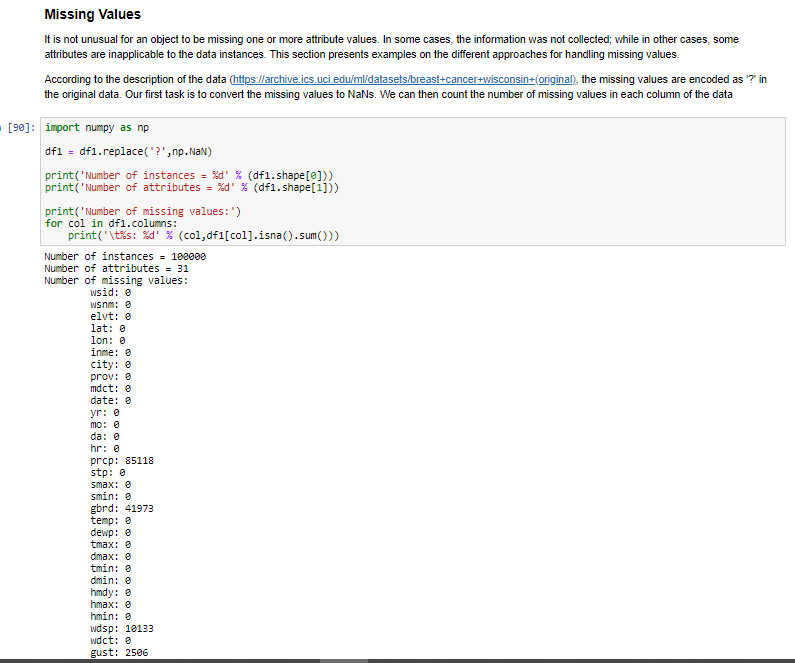 Missing Values
It is not unusual for an object to be missing one or more attribute values. In some cases, the information was not collected; while in other cases, some
attributes are inapplicable to the data instances. This section presents examples on the different approaches for handling missing values.
According to the description of the data (https://archive.ics.uci.edu/ml/datasets/breast+cancer+wisconsin+(original), the missing values are encoded as '?' in
the original data. Our first task is to convert the missing values to NaNs. We can then count the number of missing values in each column of the data
[90]: import numpy as np
df1 = df1.replace('?',np.NaN)
print('Number of instances = %d' % (df1.shape[0]))
print('Number of attributes = %d' % (df1.shape[1]))
print('Number of missing values:')
for col in df1.columns:
    print('\t%s: %d' % (col,df1[col].isna().sum()))
Number of instances = 100000
Number of attributes = 31
Number of missing values:
wsid: 0
wsnm: 0
elvt: 0
lat: 0
lon: 0
inme: 0
city: 0
prov: 0
mdct: 0
date: 0
yr: 0
mo: 0
da: 0
hr: 0
prcp: 85118
stp: 0
smax: 0
smin: 0
gbrd: 41973
temp: 0
dewp: 0
tmax: 0
dmax: 0
tmin: 0
dmin: 0
hmdy: 0
hmax: 0
hmin: 0
wdsp: 10133
wdct: 0
gust: 2506